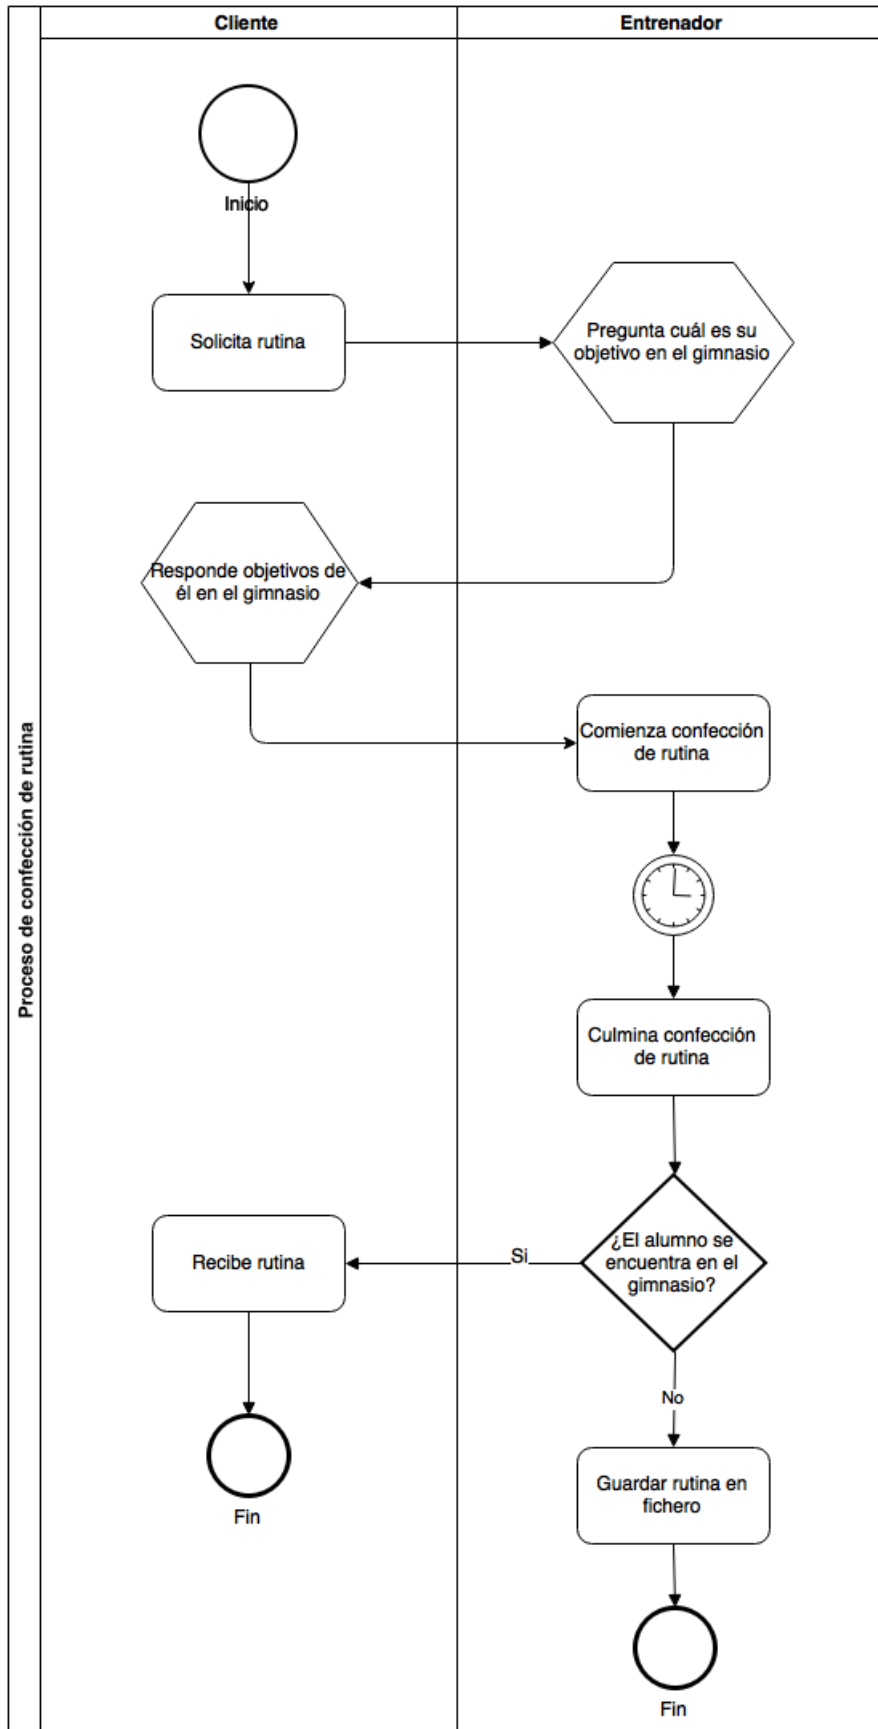 Cliente
Entrenador
Inicio
Solicita rutina
Pregunta cuál es su
objetivo en el gimnasio
Responde objetivos de
él en el gimnasio
Comienza confección
de rutina
Proceso de confección de rutina
Culmina confección
de rutina
¿El alumno se
encuentra en el
gimnasio?
Si
Recibe rutina
No
Guardar rutina en
fichero
Fin
Fin